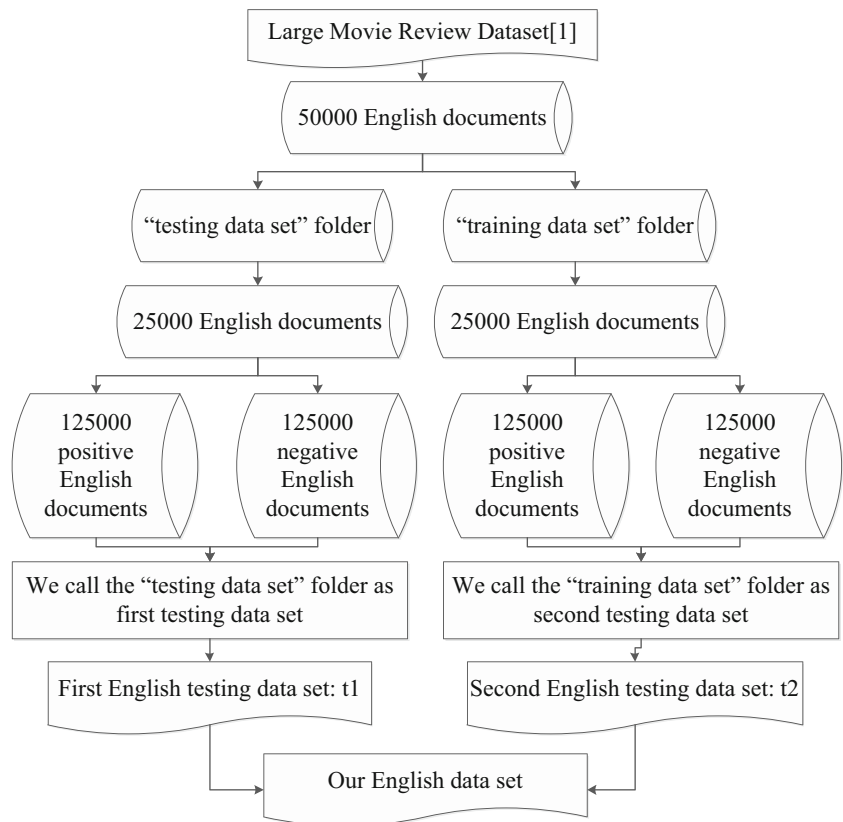 Large Movie Review Dataset[1]
50000 English documents
“testing data set” folder
“training data set” folder
25000 English documents
25000 English documents
125000
positive
English
documents
125000
negative
English
documents
125000
positive
English
documents
125000
negative
English
documents
We call the “testing data set” folder as
first testing data set
We call the “training data set” folder as
second testing data set
First English testing data set: t1
Second English testing data set: t2
Our English data set